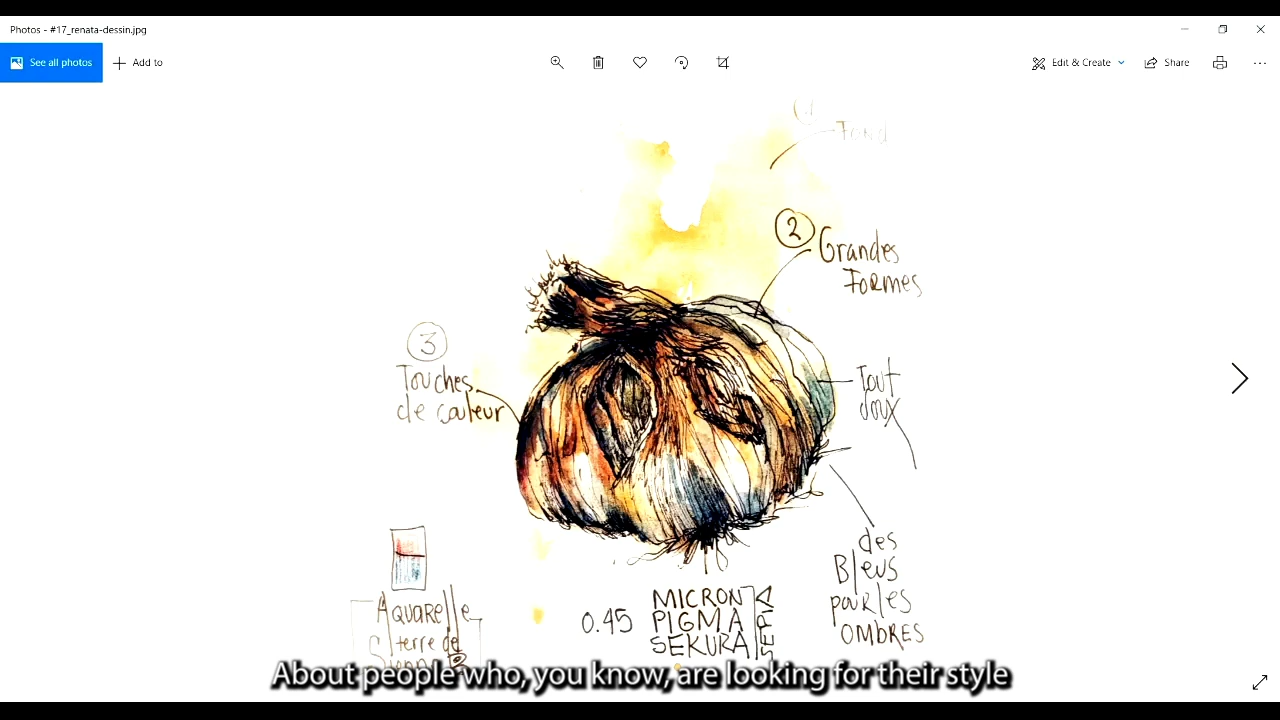 Photos - #17_renata-dessin.jpg
See all photos
Add to
Edit & Create
Share
1
Fond
2
Grandes
Formes
3
Touches
de couleur
Tout
doux
des
Bleus
pour les
OMBRES
Aquarelle
terre de
0.45
MICRON
PIGMA
SEKURA
SEPIA
About people who, you know, are looking for their style